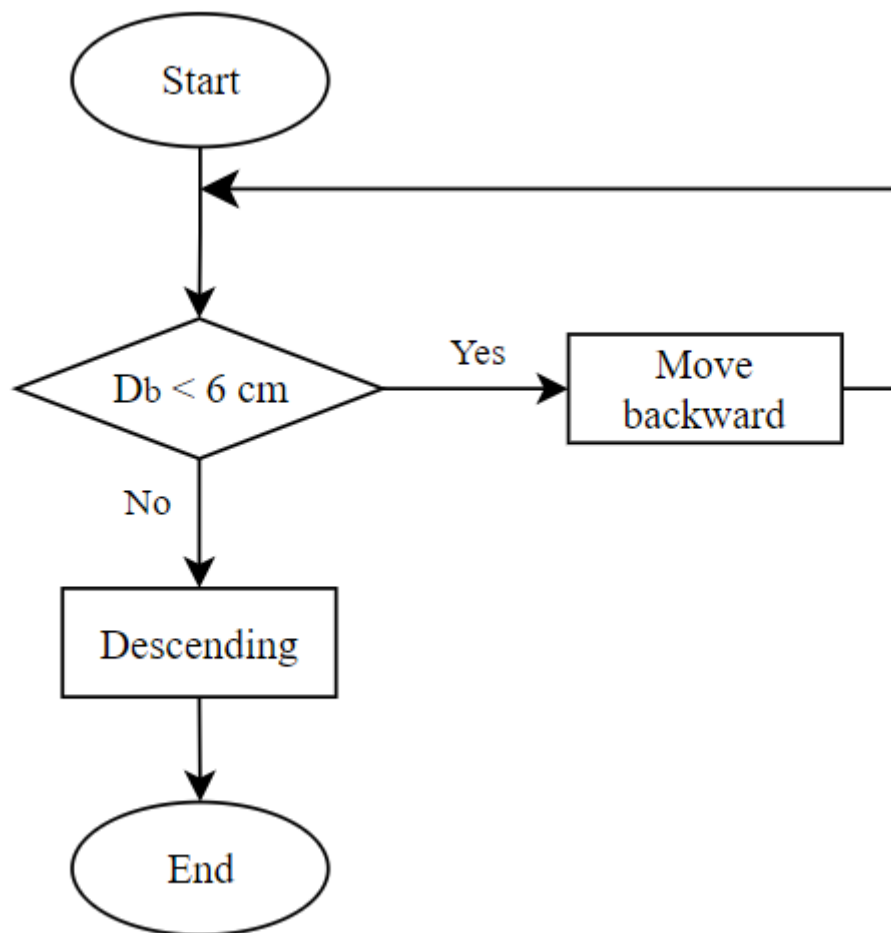 Start
Db < 6 cm
Yes
Move
backward
No
Descending
End